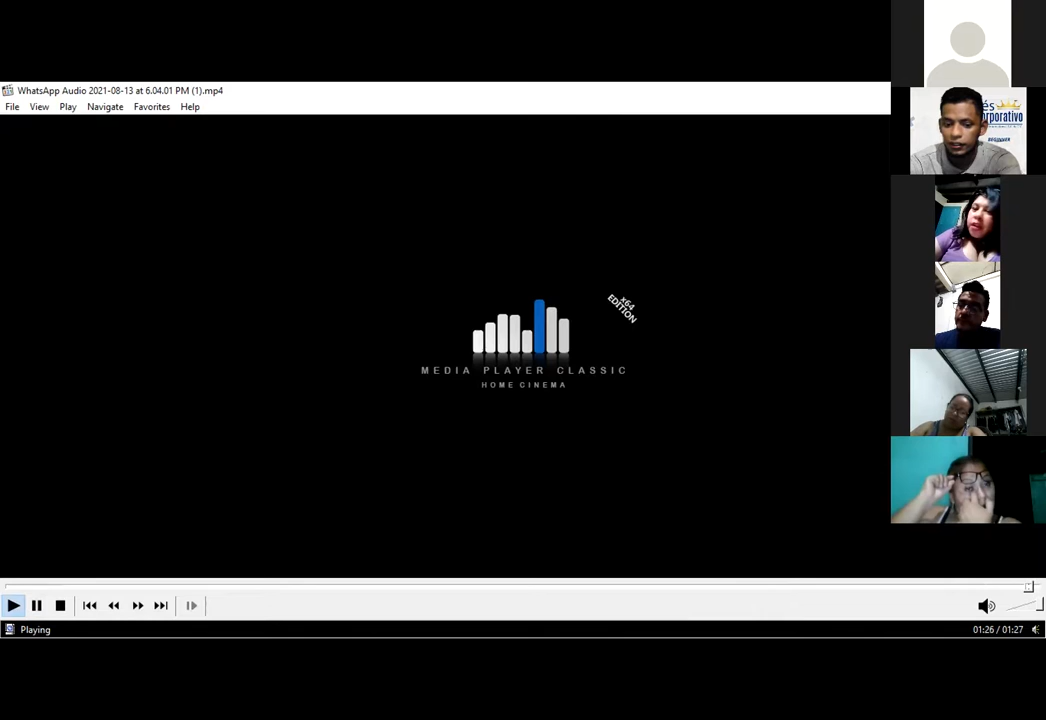 WhatsApp Audio 2021-08-13 at 6.04.01 PM (1).mp4
File View Play Navigate Favorites Help
x64
EDITION
MEDIA PLAYER CLASSIC
HOME CINEMA
Playing
01:26 / 01:27